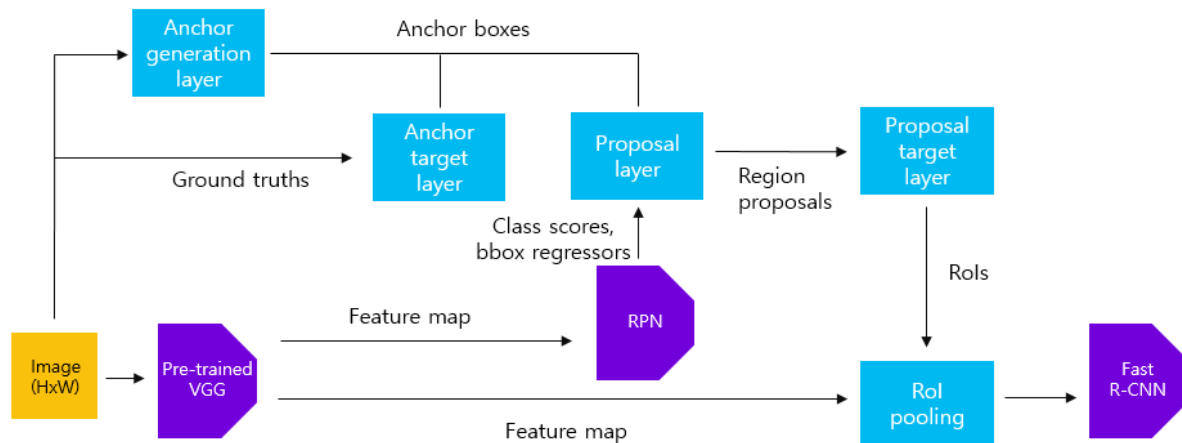 Anchor
generation
layer
Anchor boxes
Anchor
target
layer
Ground truths
Proposal
layer
Region
proposals
Proposal
target
layer
Class scores,
bbox regressors
RoIs
Feature map
RPN
Image
(HxW)
Pre-trained
VGG
Feature map
RoI
pooling
Fast
R-CNN